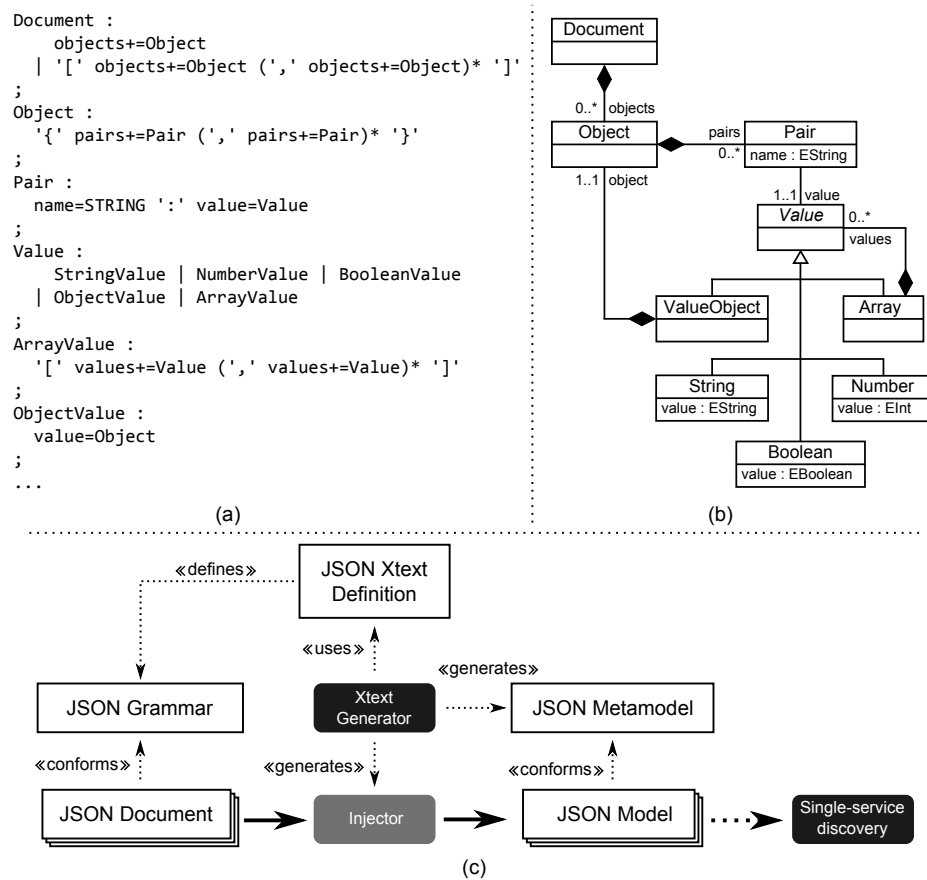 Document :
objects+=Object
| '[' objects+=Object (',' objects+=Object)* ']'
;
Object :
'{' pairs+=Pair (',' pairs+=Pair)* '}'
;
Pair :
name=STRING ':' value=Value
;
Value :
StringValue | NumberValue | BooleanValue
| ObjectValue | ArrayValue
;
ArrayValue :
'[' values+=Value (',' values+=Value)* ']'
;
ObjectValue :
value=Object
;
...
(a)
Document
0..* objects
Object
pairs
0..*
Pair
name : EString
1..1 object
1..1 value
Value
0..*
values
ValueObject
Array
String
value : EString
Number
value : EInt
Boolean
value : EBoolean
(b)
«defines»
JSON Xtext
Definition
«uses»
«generates»
JSON Grammar
Xtext
Generator
JSON Metamodel
«conforms»
«generates»
«conforms»
JSON Document
Injector
JSON Model
Single-service
discovery
(c)